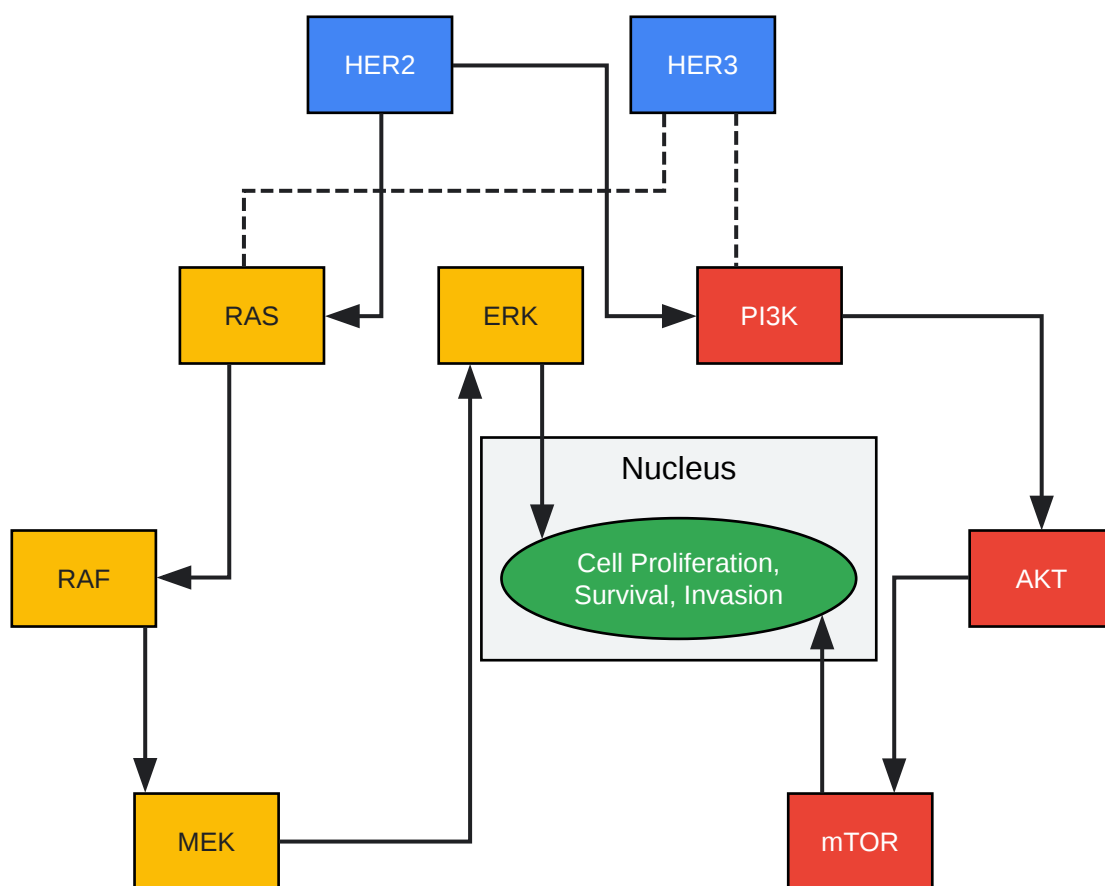 HER2
HER3
RAS
ERK
PI3K
Nucleus
Cell Proliferation,
Survival, Invasion
RAF
AKT
MEK
mTOR